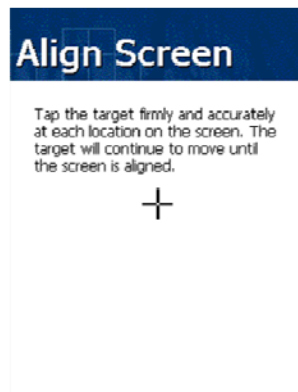 Align Screen
Tap the target firmly and accurately
at each location on the screen. The
target will continue to move until
the screen is aligned.